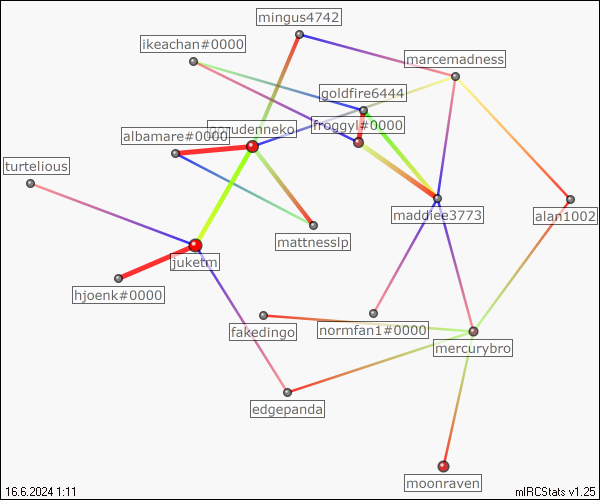 mingus4742
ikeachan#0000
marcemadness
goldfire6444
froggyl#0000
albamare#0000
turtelious
maddiee3773
alan1002
mattnesslp
juketm
hjoenk#0000
fakedingo
normfan1#0000
mercurybro
edgepanda
moonraven
16.6.2024 1:11
mIRCStats v1.25